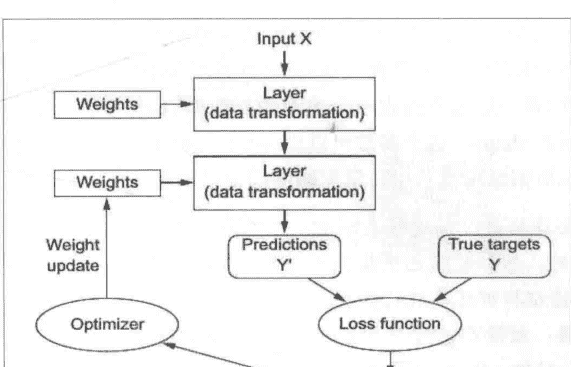 Input X
Layer
(data transformation)
Weights
Layer
(data transformation)
Weights
Weight
update
Predictions
Y'
True targets
Y
Optimizer
Loss function